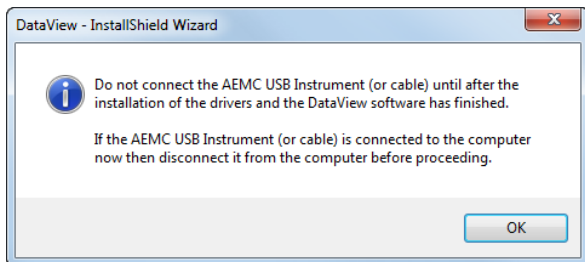 DataView - InstallShield Wizard
Do not connect the AEMC USB Instrument (or cable) until after the
installation of the drivers and the DataView software has finished.
If the AEMC USB Instrument (or cable) is connected to the computer
now then disconnect it from the computer before proceeding.
OK